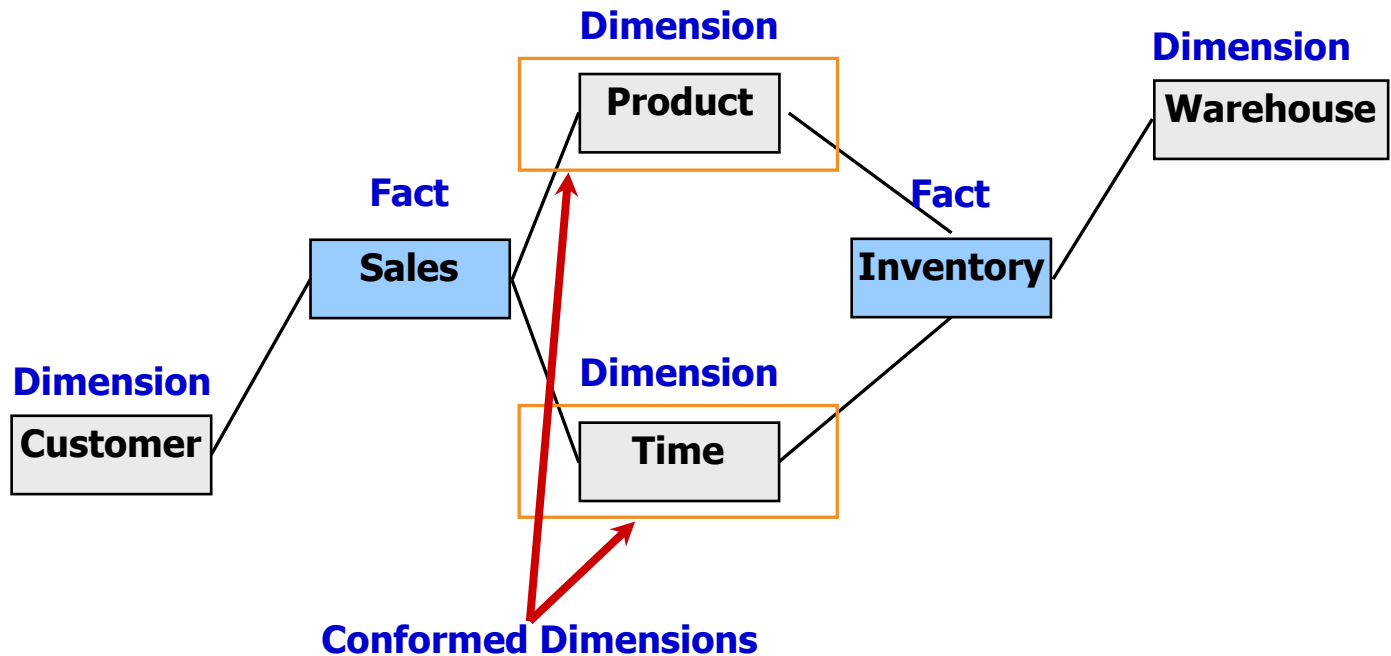 Dimension
Product
Dimension
Warehouse
Fact
Sales
Fact
Inventory
Dimension
Customer
Dimension
Time
Conformed Dimensions